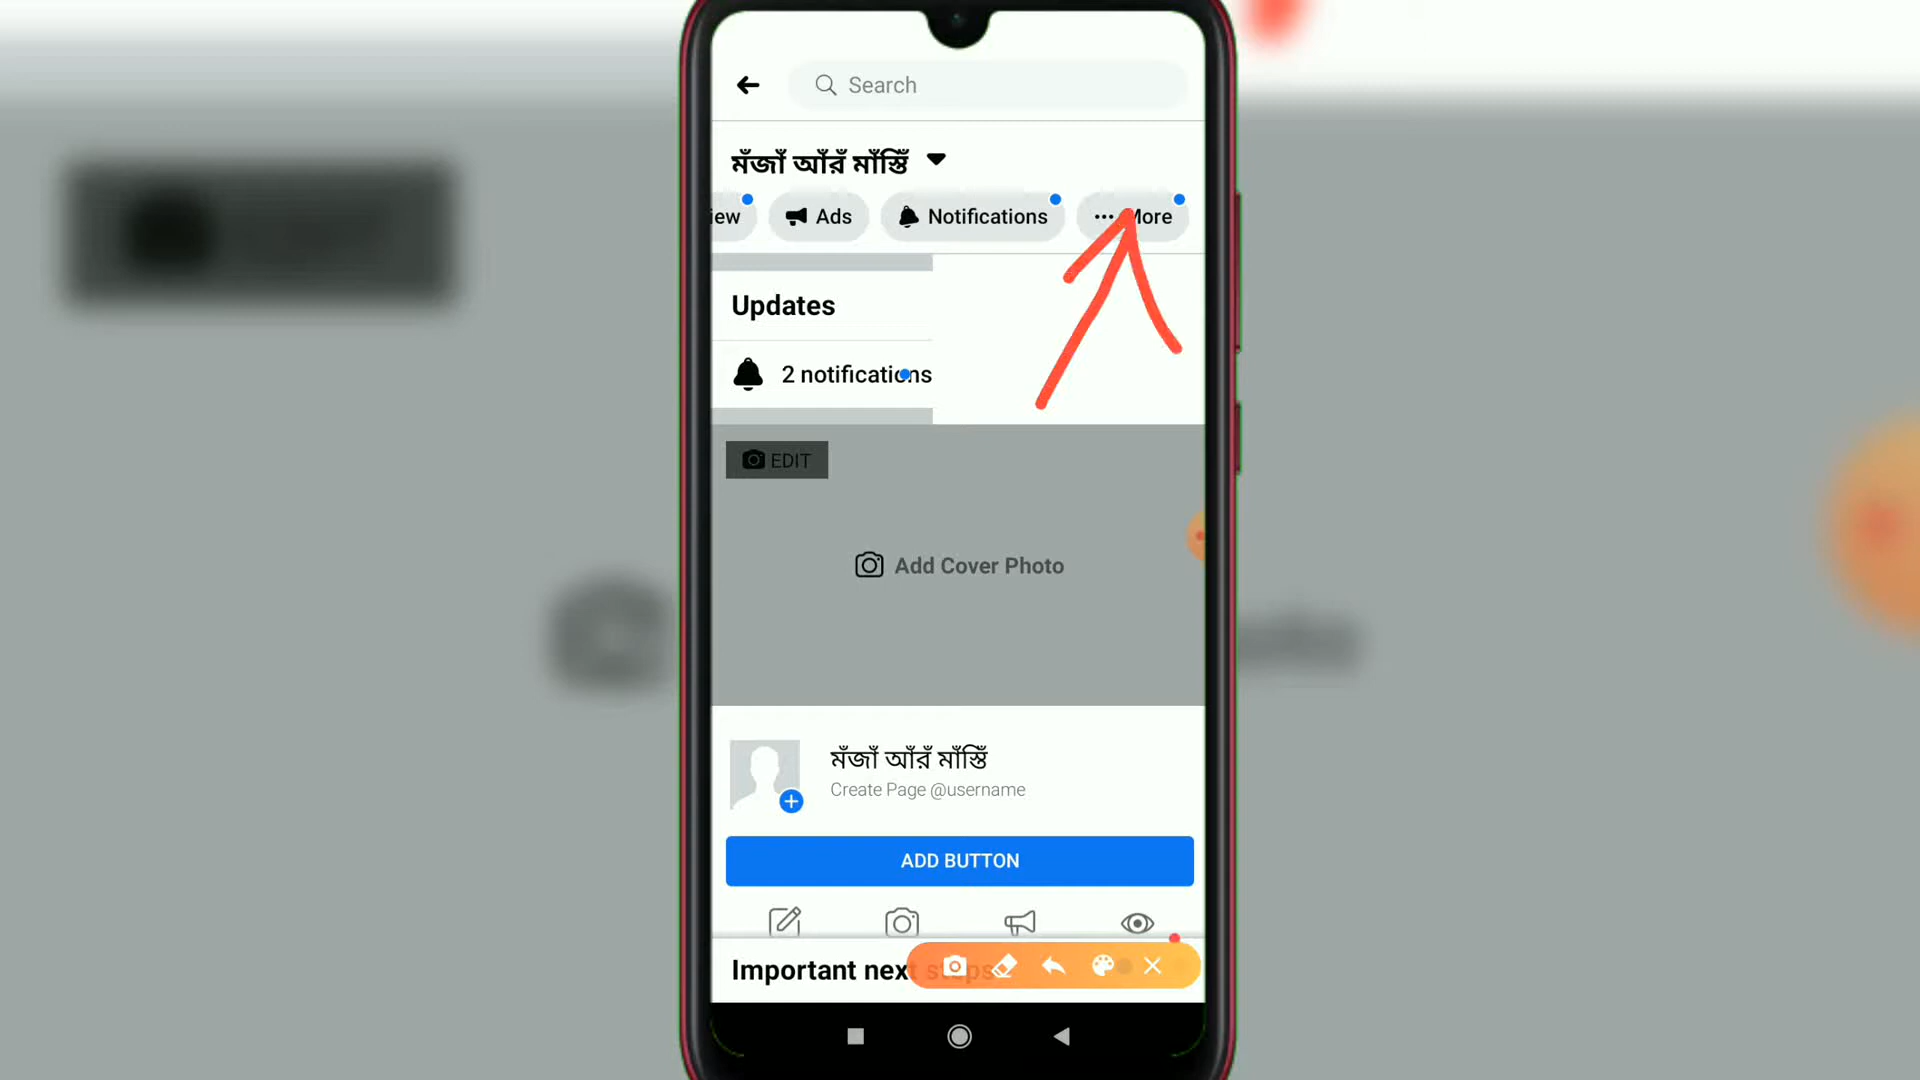 Search
মঁজাঁ আঁরঁ মাঁস্তিঁ
iew Ads Notifications More
Updates
2 notifications
EDIT
Add Cover Photo
মঁজাঁ আঁরঁ মাঁস্তিঁ
Create Page @username
ADD BUTTON
Important next steps